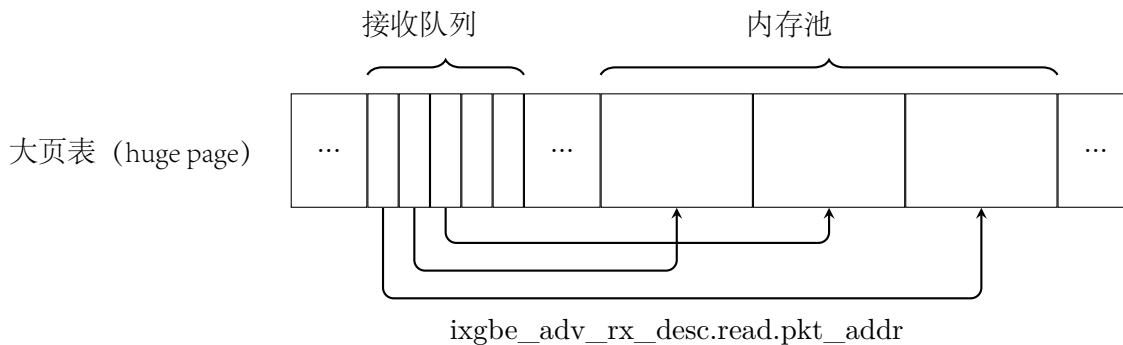 接收队列
内存池
大页表（huge page）
...
...
...
ixgbe_adv_rx_desc.read.pkt_addr